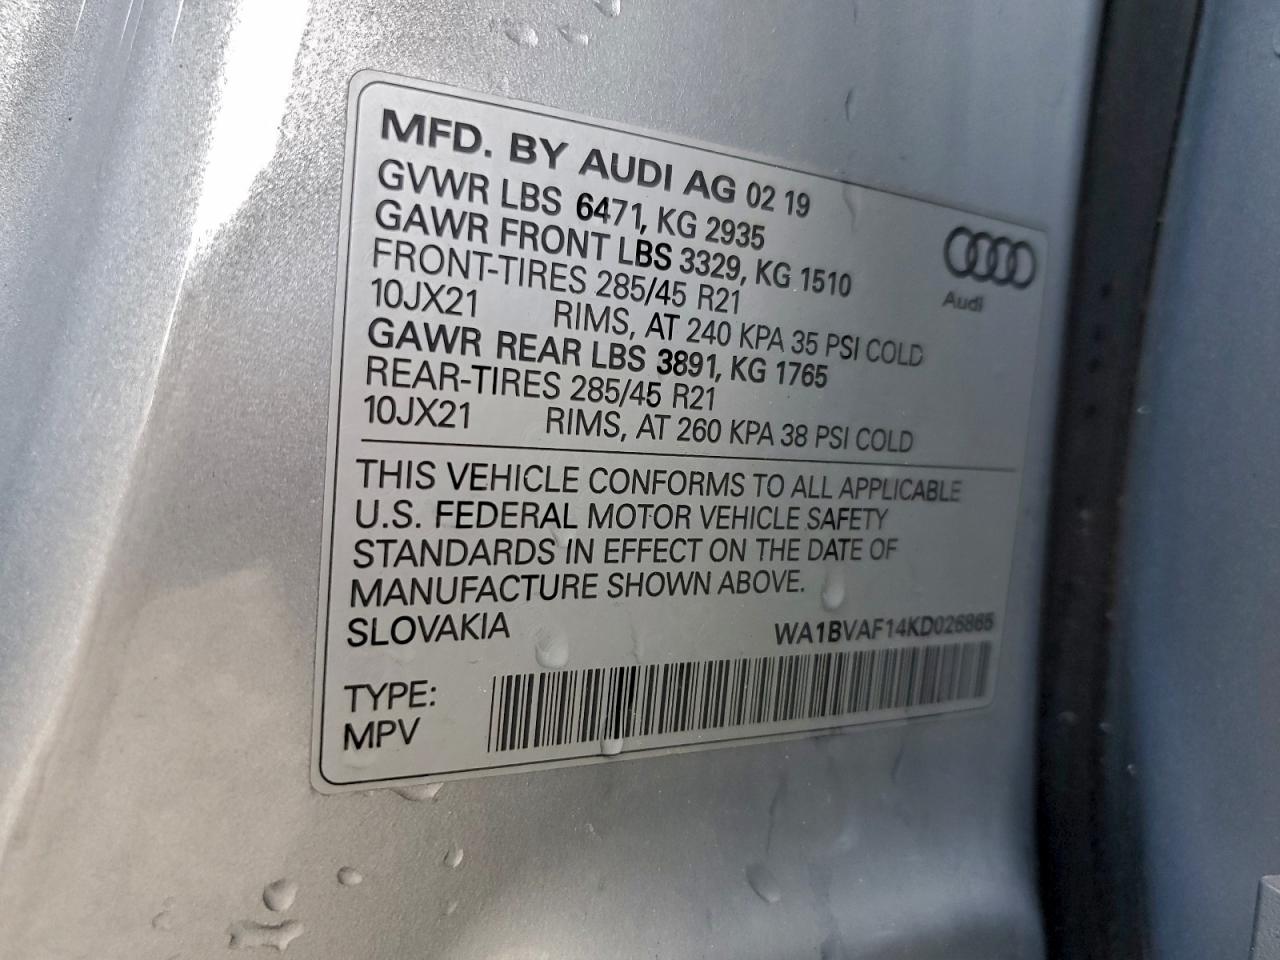 MFD. BY AUDI AG 02 19
GVWR LBS 6471, KG 2935
GAWR FRONT LBS 3329, KG 1510
FRONT-TIRES 285/45 R21
10JX21 RIMS, AT 240 KPA 35 PSI COLD
GAWR REAR LBS 3891, KG 1765
REAR-TIRES 285/45 R21
10JX21 RIMS, AT 260 KPA 38 PSI COLD
Audi
THIS VEHICLE CONFORMS TO ALL APPLICABLE
U.S. FEDERAL MOTOR VEHICLE SAFETY
STANDARDS IN EFFECT ON THE DATE OF
MANUFACTURE SHOWN ABOVE.
SLOVAKIA WA1BVAF14KD026865
TYPE:
MPV